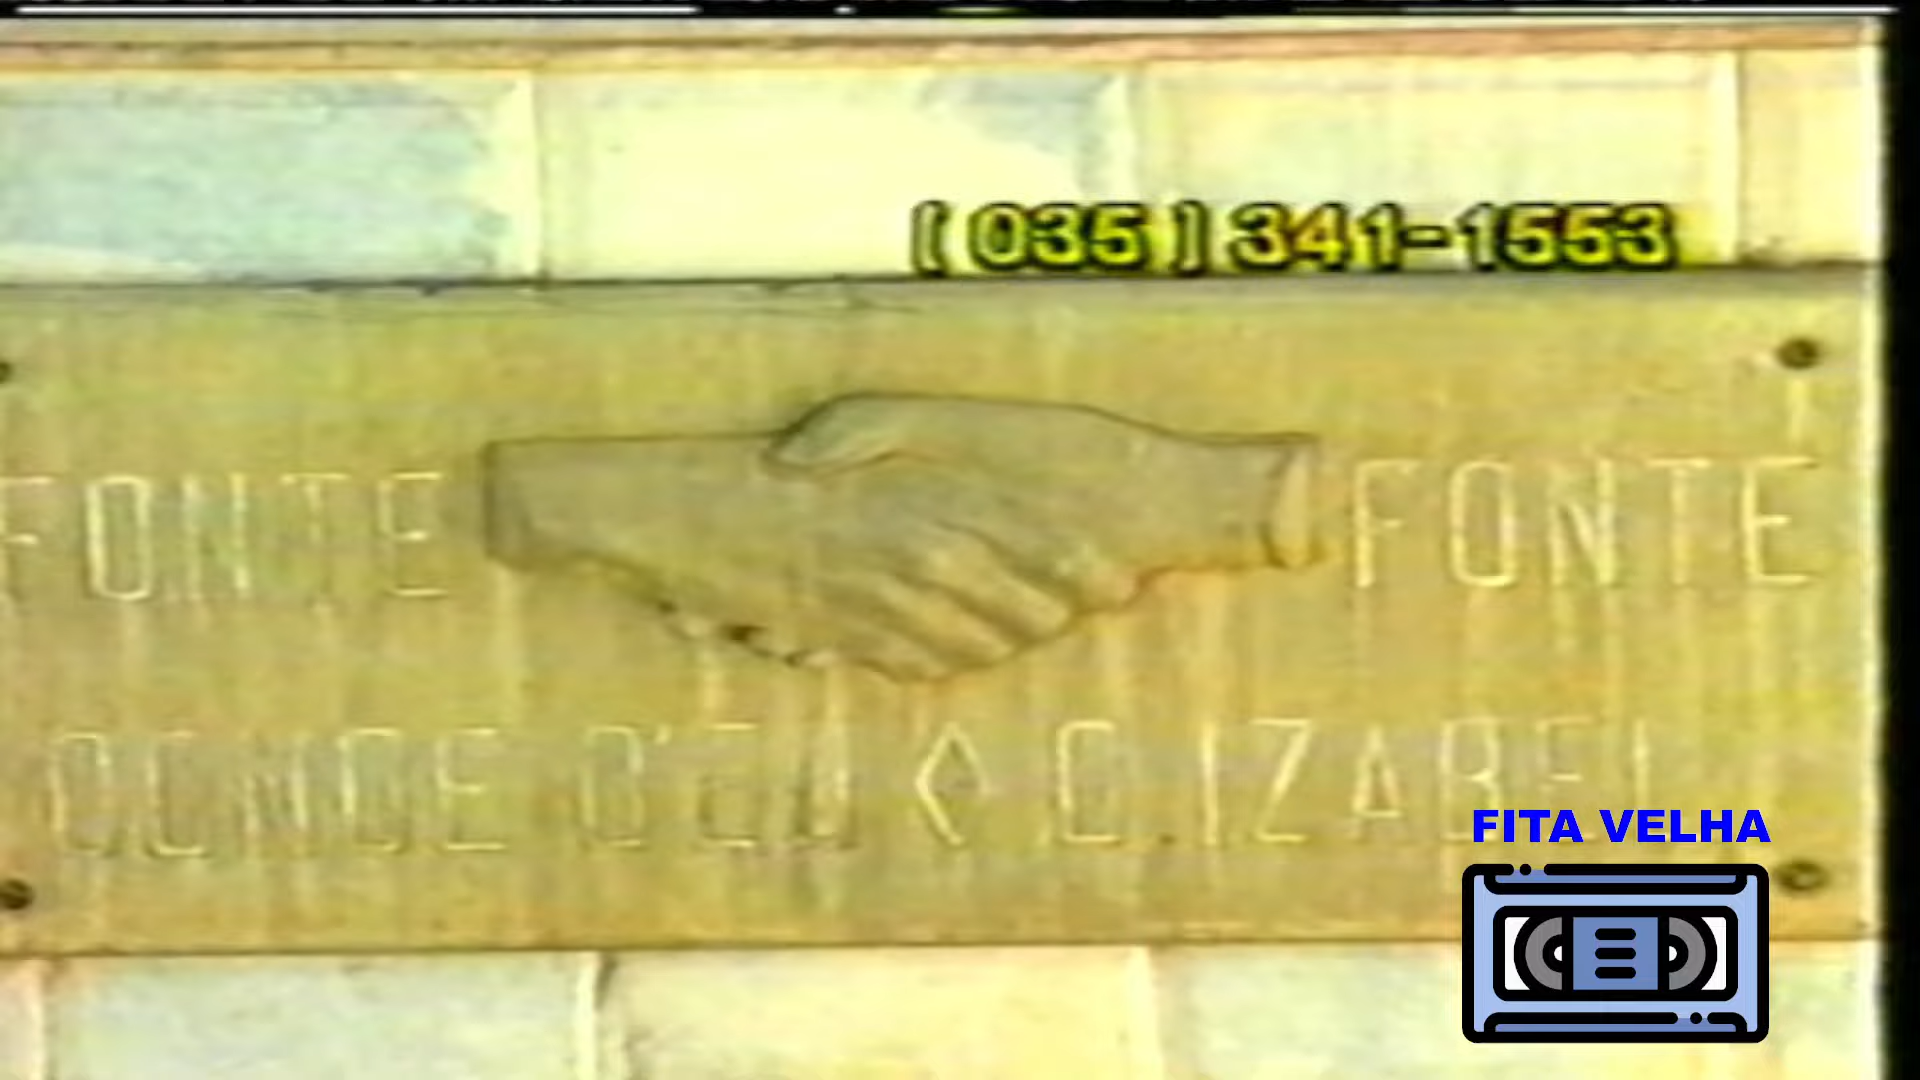 [ 035 ] 341-1553
FONTE FONTE
CONDE D'EU C. IZABEL
FITA VELHA